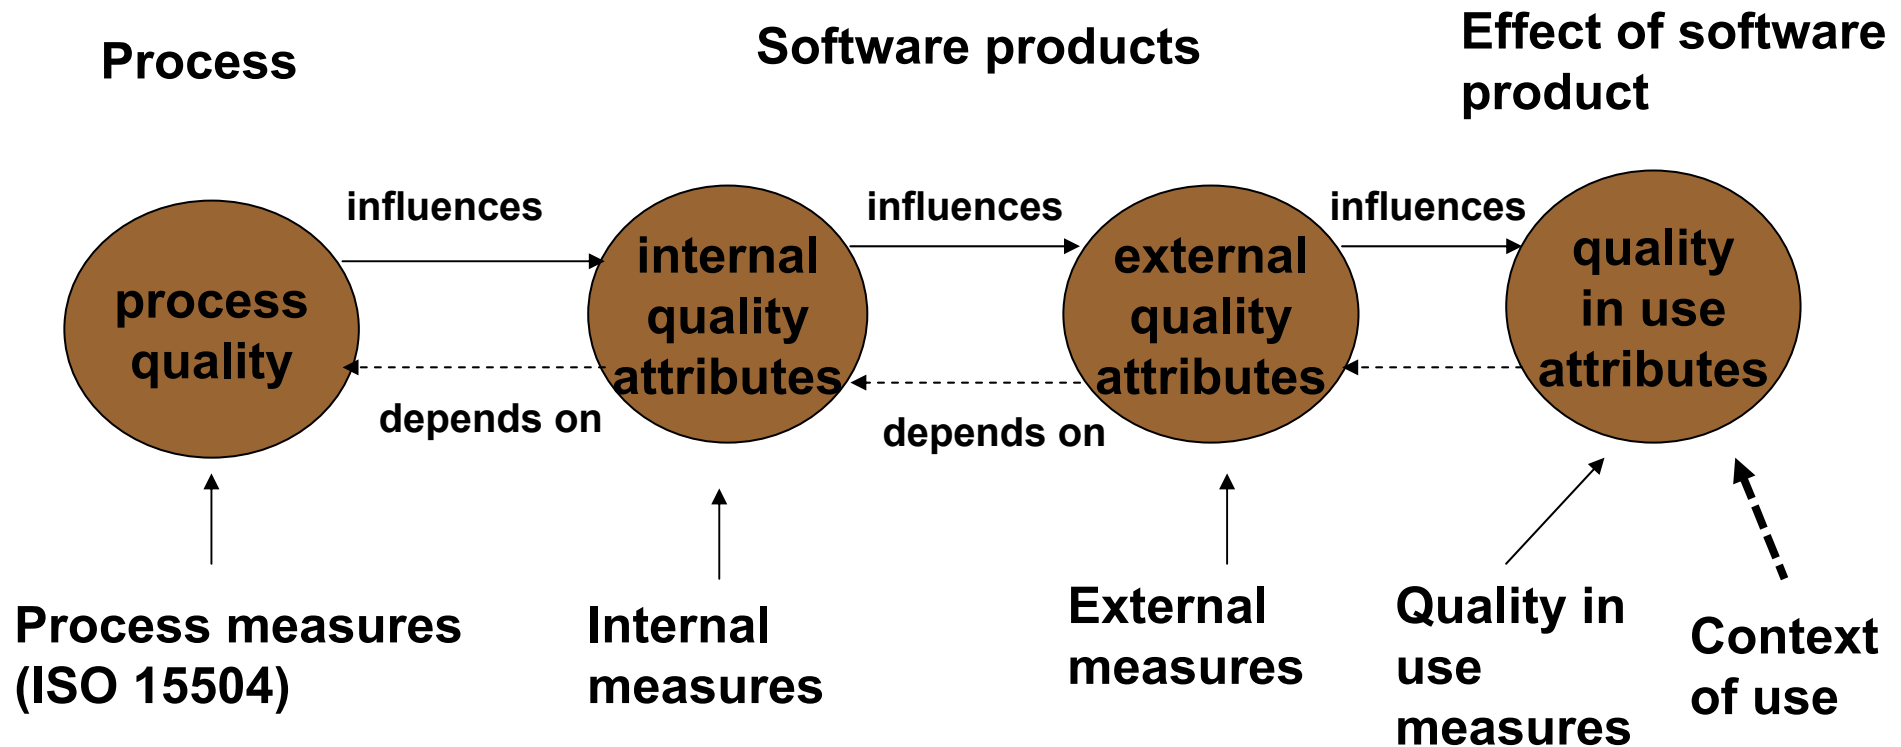 Process
Software products
Effect of software
product
influences
influences
influences
process
quality
internal
quality
attributes
external
quality
attributes
quality
in use
attributes
depends on
depends on
Process measures
(ISO 15504)
Internal
measures
External
measures
Quality in
use
measures
Context
of use